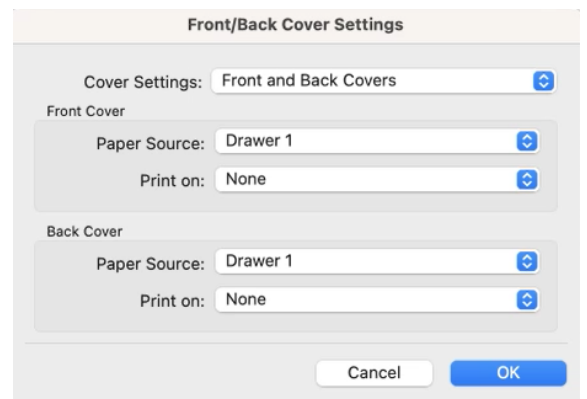 Front/Back Cover Settings
Cover Settings: Front and Back Covers
Front Cover
Paper Source: Drawer 1
Print on: None
Back Cover
Paper Source: Drawer 1
Print on: None
Cancel OK